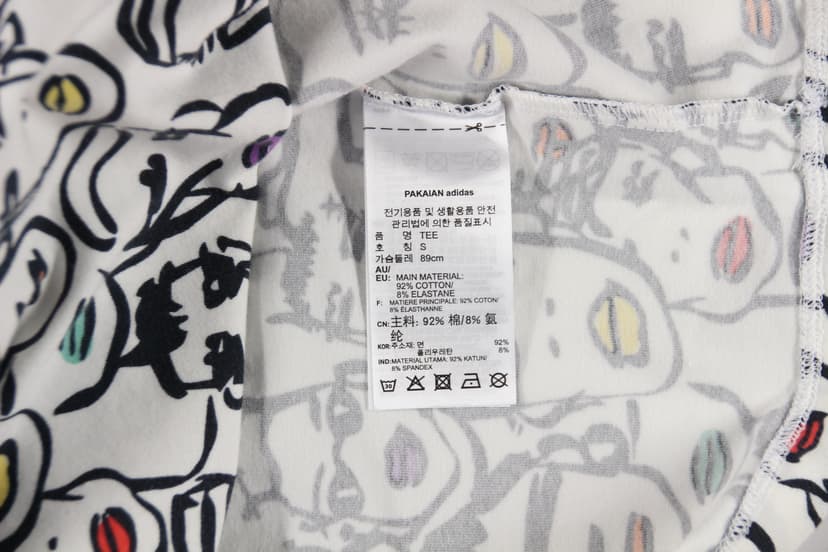 PAKAIAN adidas
전기용품 및 생활용품 안전
관리법에 의한 품질표시
품 명 TEE
호 칭 S
가슴둘레 89cm
AU/
EU: MAIN MATERIAL:
92% COTTON/
8% ELASTANE
F: MATIERE PRINCIPALE: 92% COTON/
8% ÉLASTHANNE
CN: 主料: 92% 棉/8% 氨
纶
KOR: 주소재: 면 92%
폴리우레탄 8%
IND: MATERIAL UTAMA: 92% KATUN/
8% SPANDEX
30